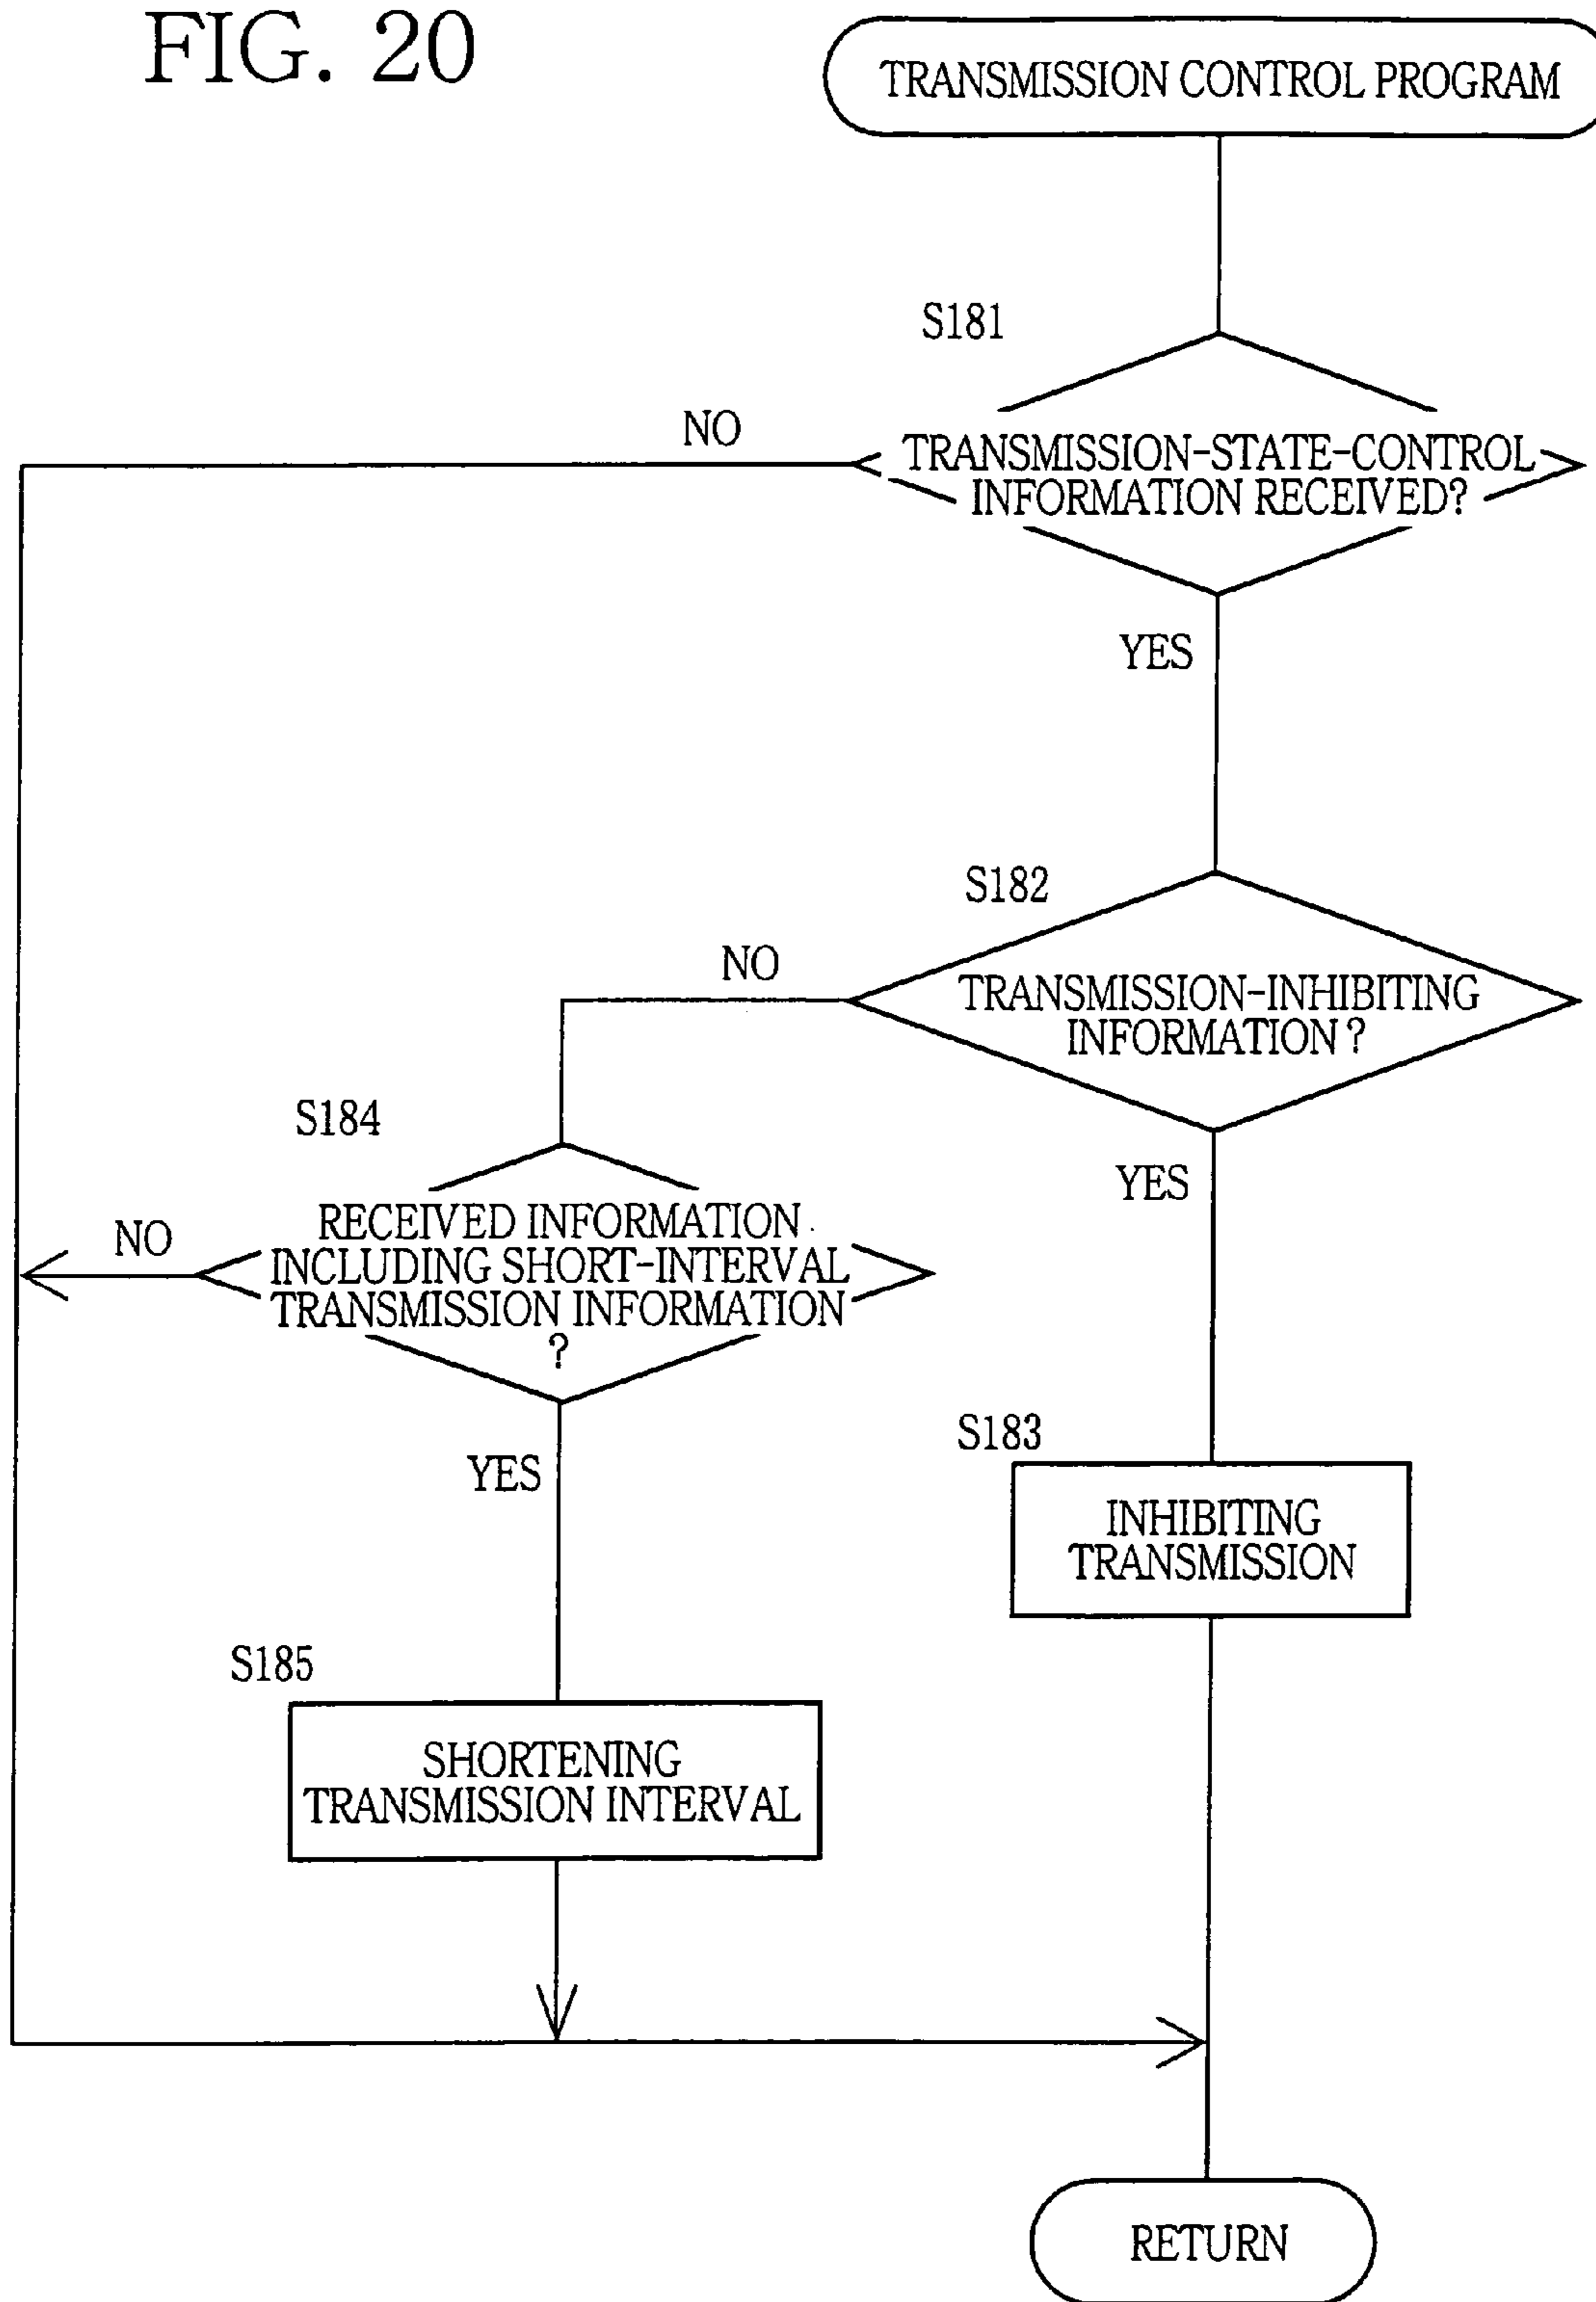 FIG. 20
TRANSMISSION CONTROL PROGRAM
S181
NO
TRANSMISSION-STATE-CONTROL
INFORMATION RECEIVED?
YES
S182
NO
TRANSMISSION-INHIBITING
INFORMATION?
YES
S184
NO
RECEIVED INFORMATION
INCLUDING SHORT-INTERVAL
TRANSMISSION INFORMATION
?
YES
S183
INHIBITING
TRANSMISSION
S185
SHORTENING
TRANSMISSION INTERVAL
RETURN